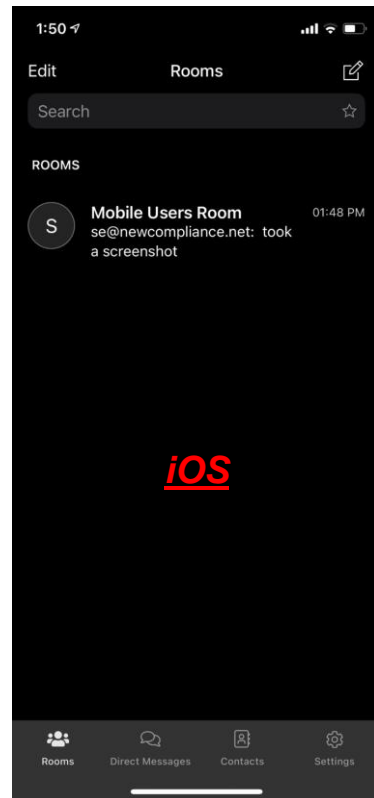 1:50
Edit Rooms
Search
ROOMS
S
Mobile Users Room 01:48 PM
se@newcompliance.net: took
a screenshot
iOS
Rooms Direct Messages Contacts Settings